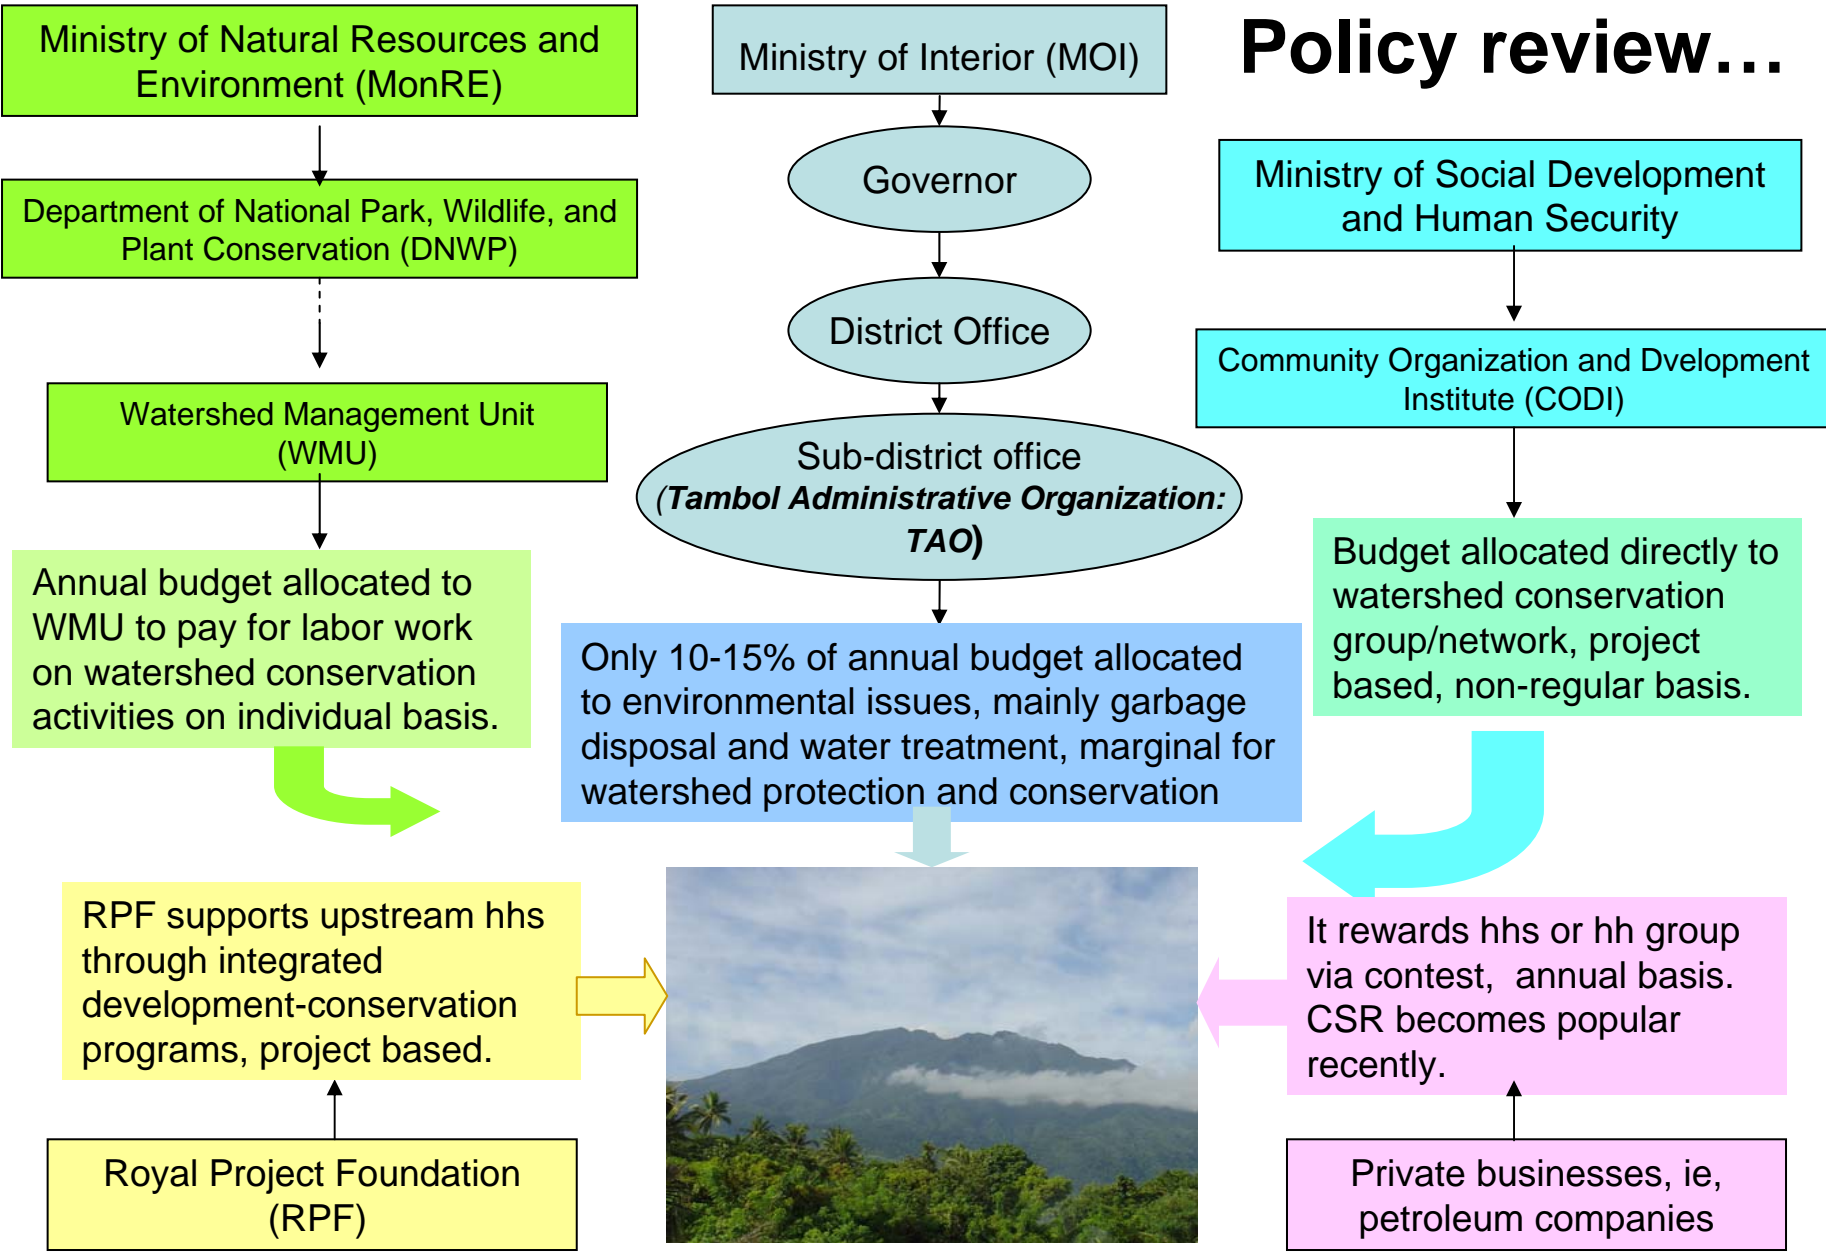 Policy review…
Ministry of Natural Resources and
Environment (MonRE)
Department of National Park, Wildlife, and
Plant Conservation (DNWP)
Watershed Management Unit
(WMU)
Annual budget allocated to
WMU to pay for labor work
on watershed conservation
activities on individual basis.
Ministry of Interior (MOI)
Governor
District Office
Sub-district office
(Tambol Administrative Organization:
TAO)
Only 10-15% of annual budget allocated
to environmental issues, mainly garbage
disposal and water treatment, marginal for
watershed protection and conservation
Ministry of Social Development
and Human Security
Community Organization and Dvelopment
Institute (CODI)
Budget allocated directly to
watershed conservation
group/network, project
based, non-regular basis.
RPF supports upstream hhs
through integrated
development-conservation
programs, project based.
Royal Project Foundation
(RPF)
It rewards hhs or hh group
via contest,  annual basis.
CSR becomes popular
recently.
Private businesses, ie,
petroleum companies